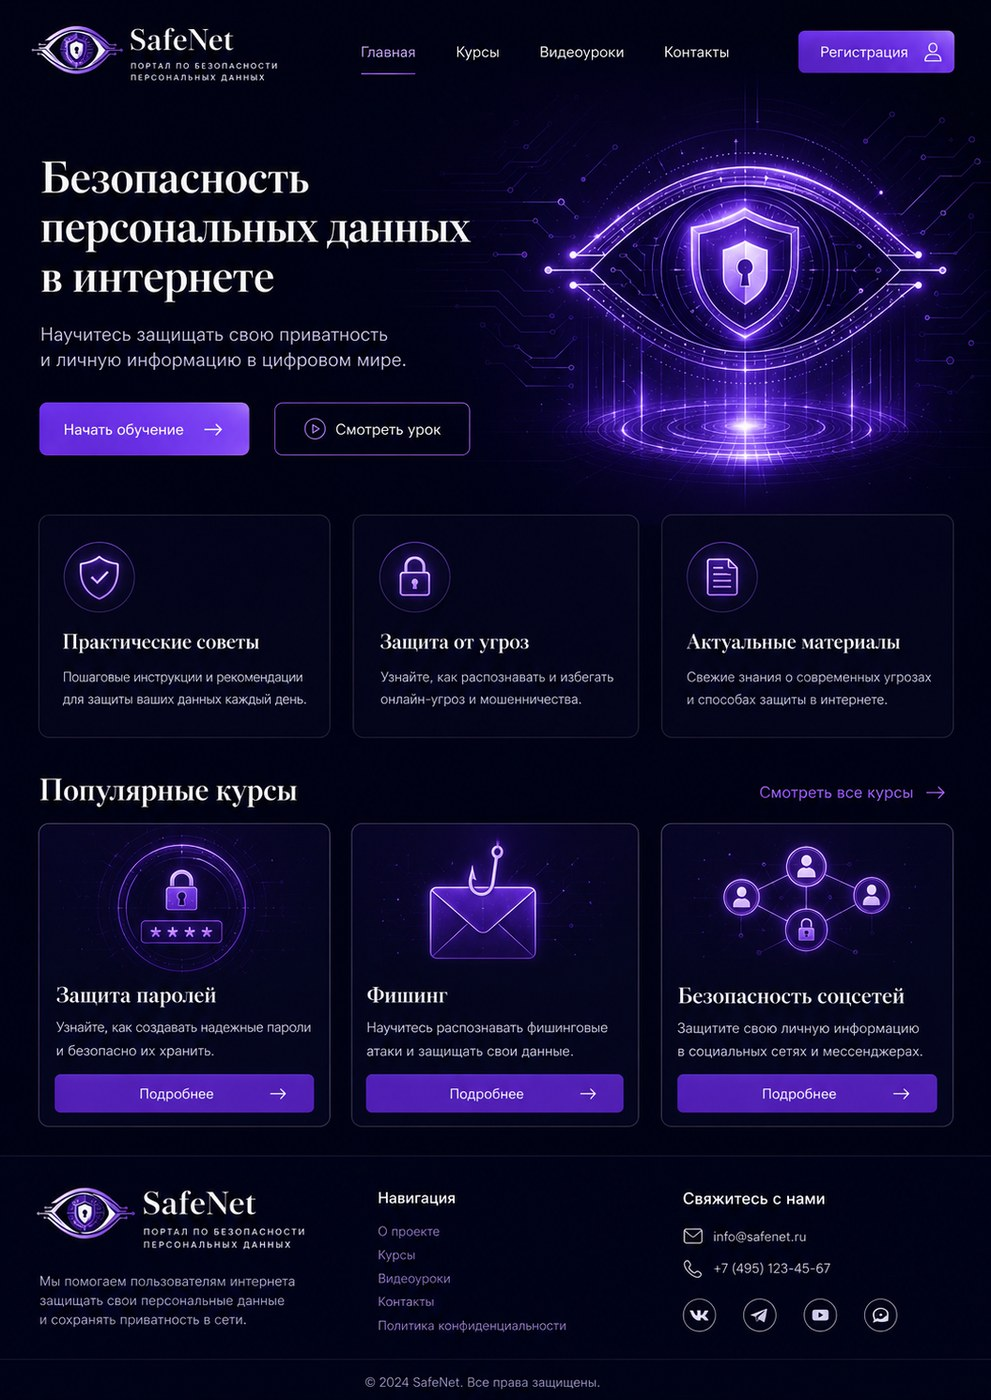 SafeNet
ПОРТАЛ ПО БЕЗОПАСНОСТИ
ПЕРСОНАЛЬНЫХ ДАННЫХ
Главная
Курсы
Видеоуроки
Контакты
Регистрация
Безопасность
персональных данных
в интернете
Научитесь защищать свою приватность
и личную информацию в цифровом мире.
Начать обучение
Смотреть урок
Практические советы
Пошаговые инструкции и рекомендации
для защиты ваших данных каждый день.
Защита от угроз
Узнайте, как распознавать и избегать
онлайн-угроз и мошенничества.
Актуальные материалы
Свежие знания о современных угрозах
и способах защиты в интернете.
Популярные курсы
Смотреть все курсы
* * * *
Защита паролей
Узнайте, как создавать надежные пароли
и безопасно их хранить.
Подробнее
Фишинг
Научитесь распознавать фишинговые
атаки и защищать свои данные.
Подробнее
Безопасность соцсетей
Защитите свою личную информацию
в социальных сетях и мессенджерах.
Подробнее
SafeNet
ПОРТАЛ ПО БЕЗОПАСНОСТИ
ПЕРСОНАЛЬНЫХ ДАННЫХ
Мы помогаем пользователям интернета
защищать свои персональные данные
и сохранять приватность в сети.
Навигация
О проекте
Курсы
Видеоуроки
Контакты
Политика конфиденциальности
Свяжитесь с нами
info@safenet.ru
+7 (495) 123-45-67
© 2024 SafeNet. Все права защищены.